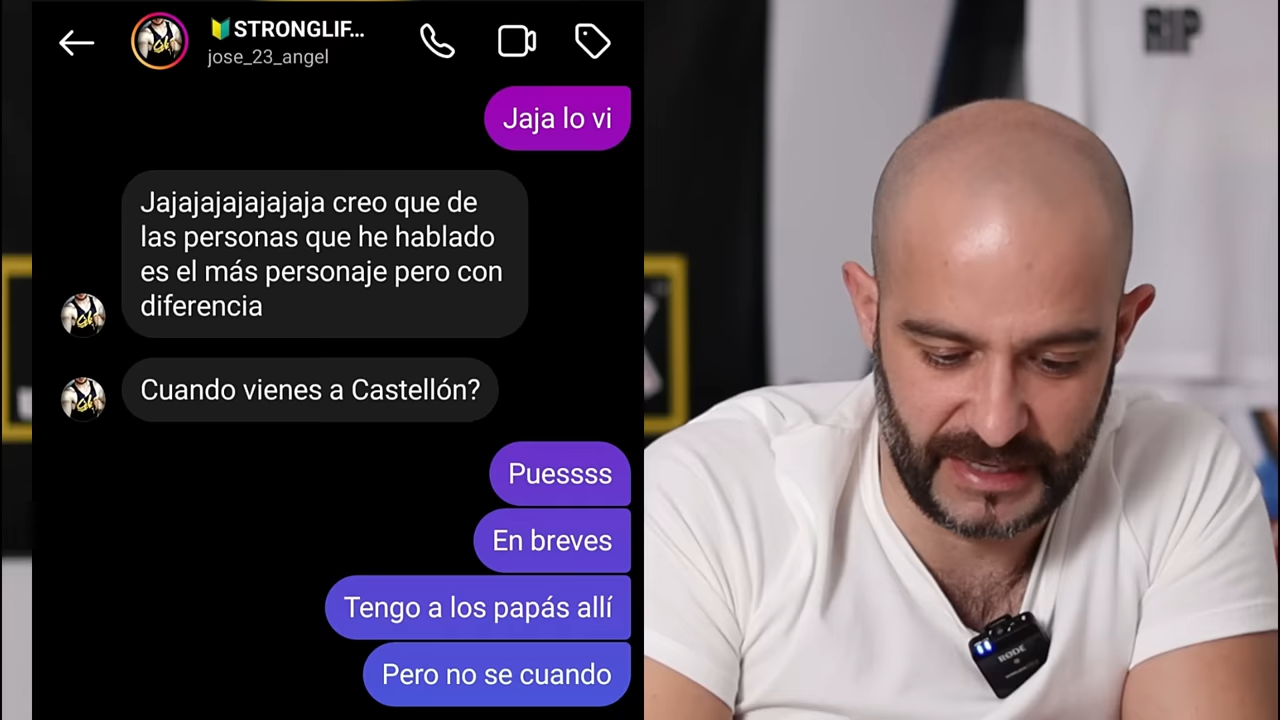 STRONGLIF...
jose_23_angel
RIP
Jaja lo vi
Jajajajajajajaja creo que de
las personas que he hablado
es el más personaje pero con
diferencia
Cuando vienes a Castellón?
Puessss
En breves
Tengo a los papás allí
Pero no se cuando
RODE